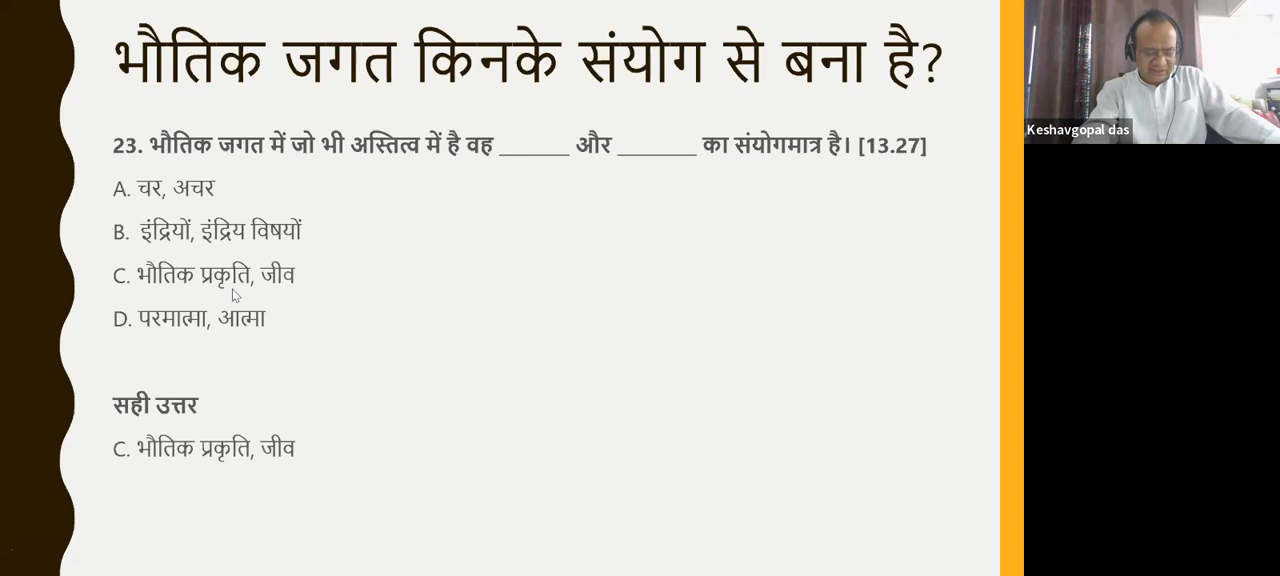 भौतिक जगत किनके संयोग से बना है?
23. भौतिक जगत में जो भी अस्तित्व में है वह ______ और _______ का संयोगमात्र है। [13.27]
A. चर, अचर
B. इंद्रियों, इंद्रिय विषयों
C. भौतिक प्रकृति, जीव
D. परमात्मा, आत्मा
सही उत्तर
C. भौतिक प्रकृति, जीव
Keshavgopal das